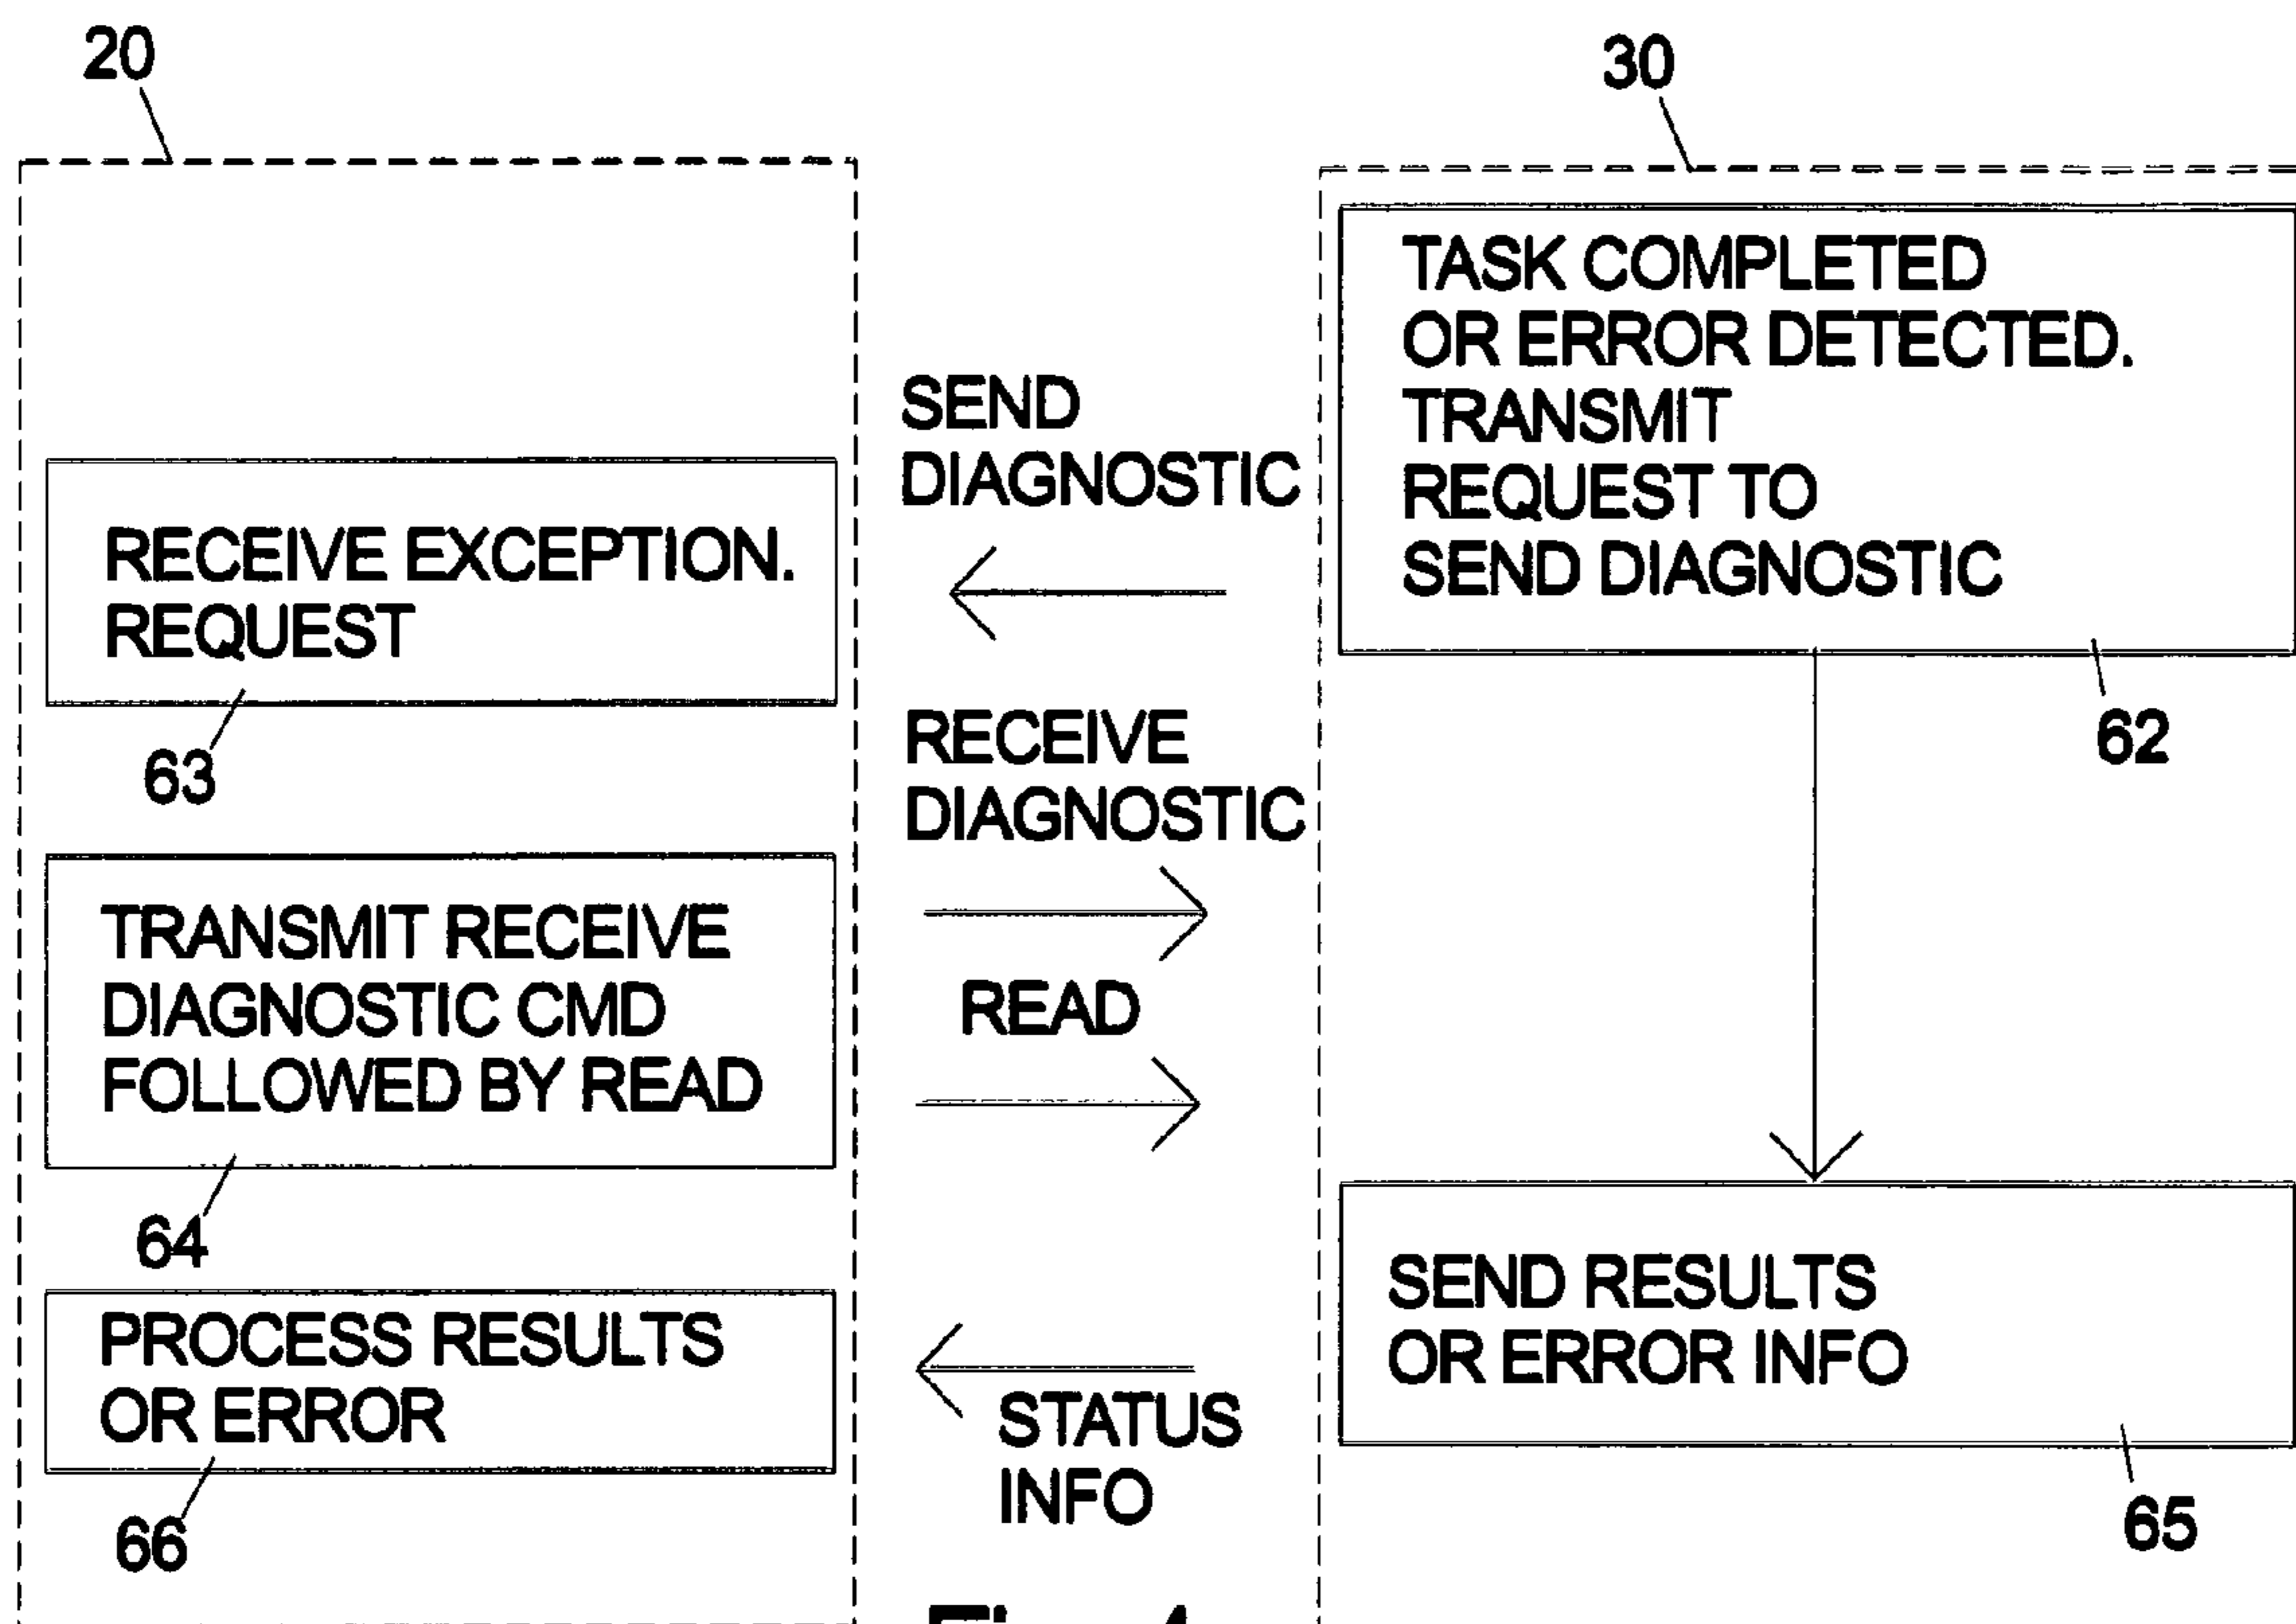 20
30
TASK COMPLETED
OR ERROR DETECTED.
TRANSMIT
REQUEST TO
SEND DIAGNOSTIC
62
SEND
DIAGNOSTIC
RECEIVE EXCEPTION.
REQUEST
63
RECEIVE
DIAGNOSTIC
TRANSMIT RECEIVE
DIAGNOSTIC CMD
FOLLOWED BY READ
64
READ
SEND RESULTS
OR ERROR INFO
65
STATUS
INFO
PROCESS RESULTS
OR ERROR
66